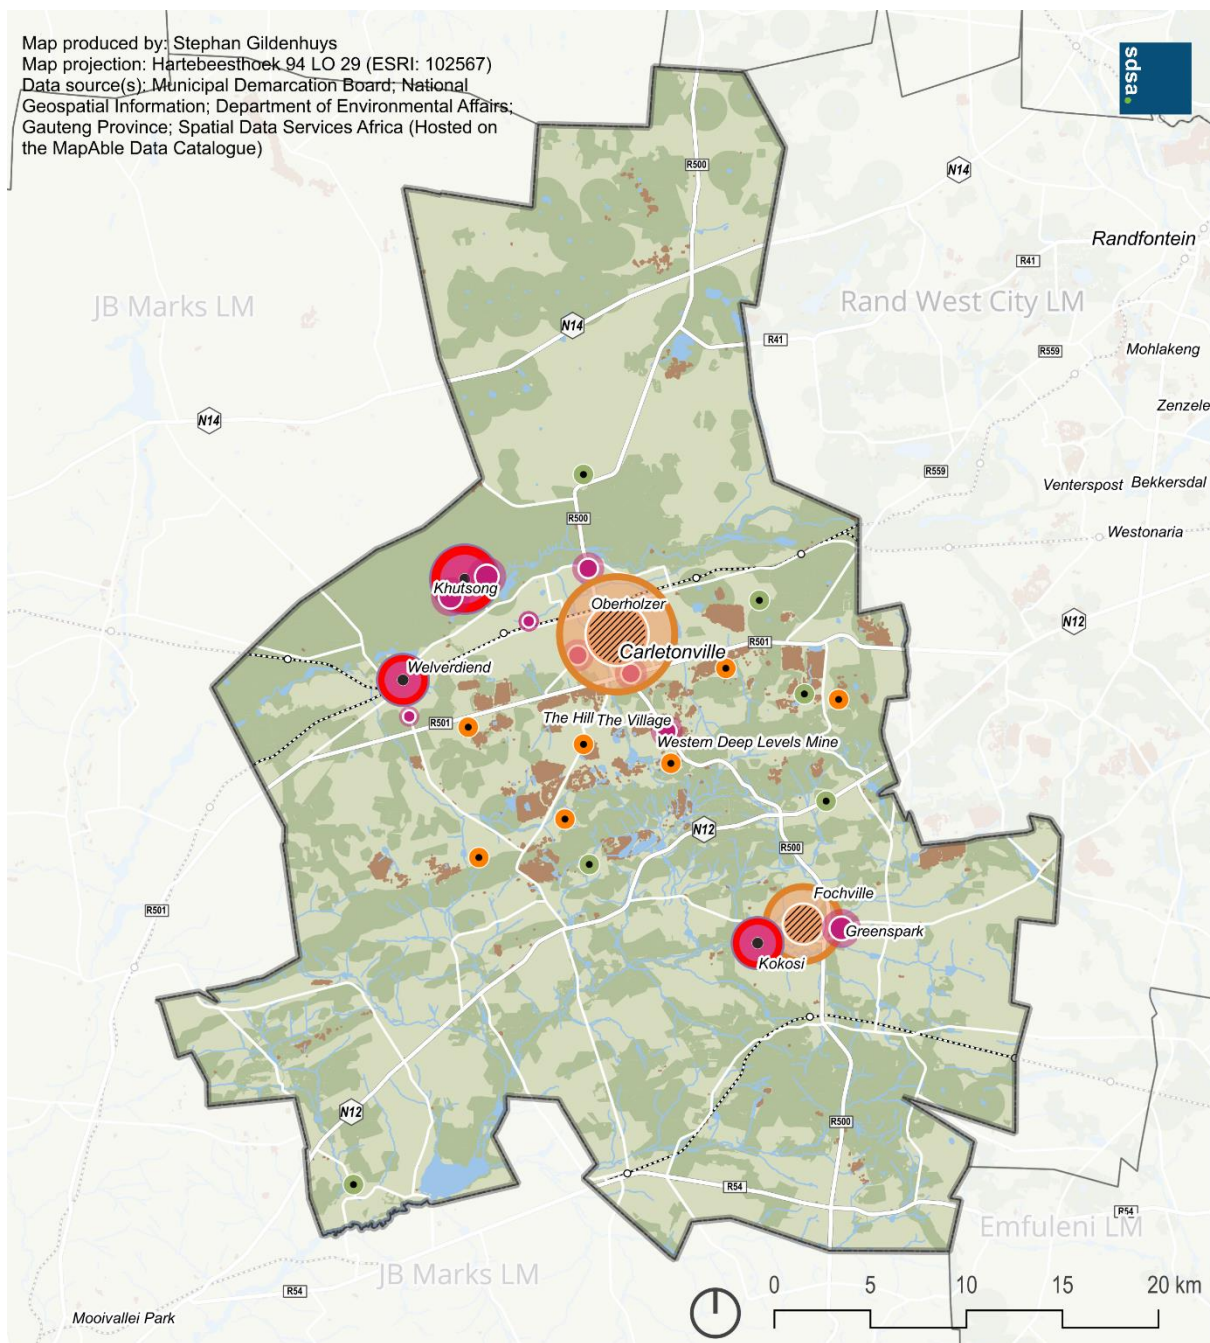 Map produced by: Stephan Gildenhuys
Map projection: Hartebeesthoek 94 LO 29 (ESRI: 102567)
Data source(s): Municipal Demarcation Board; National
Geospatial Information; Department of Environmental Affairs;
Gauteng Province; Spatial Data Services Africa (Hosted on
the MapAble Data Catalogue)
sdsa.
R500
N14
Randfontein
R41
JB Marks LM
Rand West City LM
N14
R41
R559
Mohlakeng
Zenzele
N14
R559
Venterspost
Bekkersdal
R500
Westonaria
Khutsong
Oberholzer
N12
Carletonville
R501
Welverdiend
R501
The Hill
The Village
Western Deep Levels Mine
N12
R500
Fochville
R501
Greenspark
Kokosi
N12
R500
R54
R54
Emfuleni LM
JB Marks LM
R54
Mooivallei Park
0 5 10 15 20 km